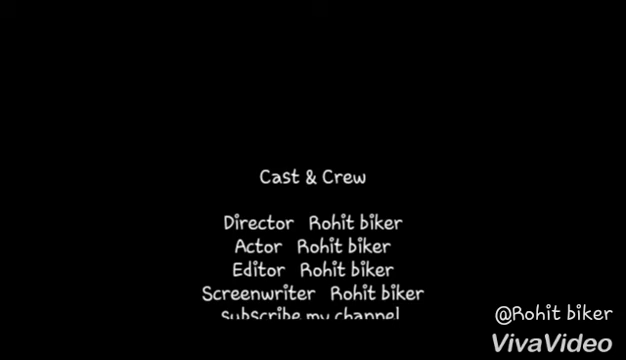 Cast & Crew
Director Rohit biker
Actor Rohit biker
Editor Rohit biker
Screenwriter Rohit biker
subscribe my channel
@Rohit biker
VivaVideo